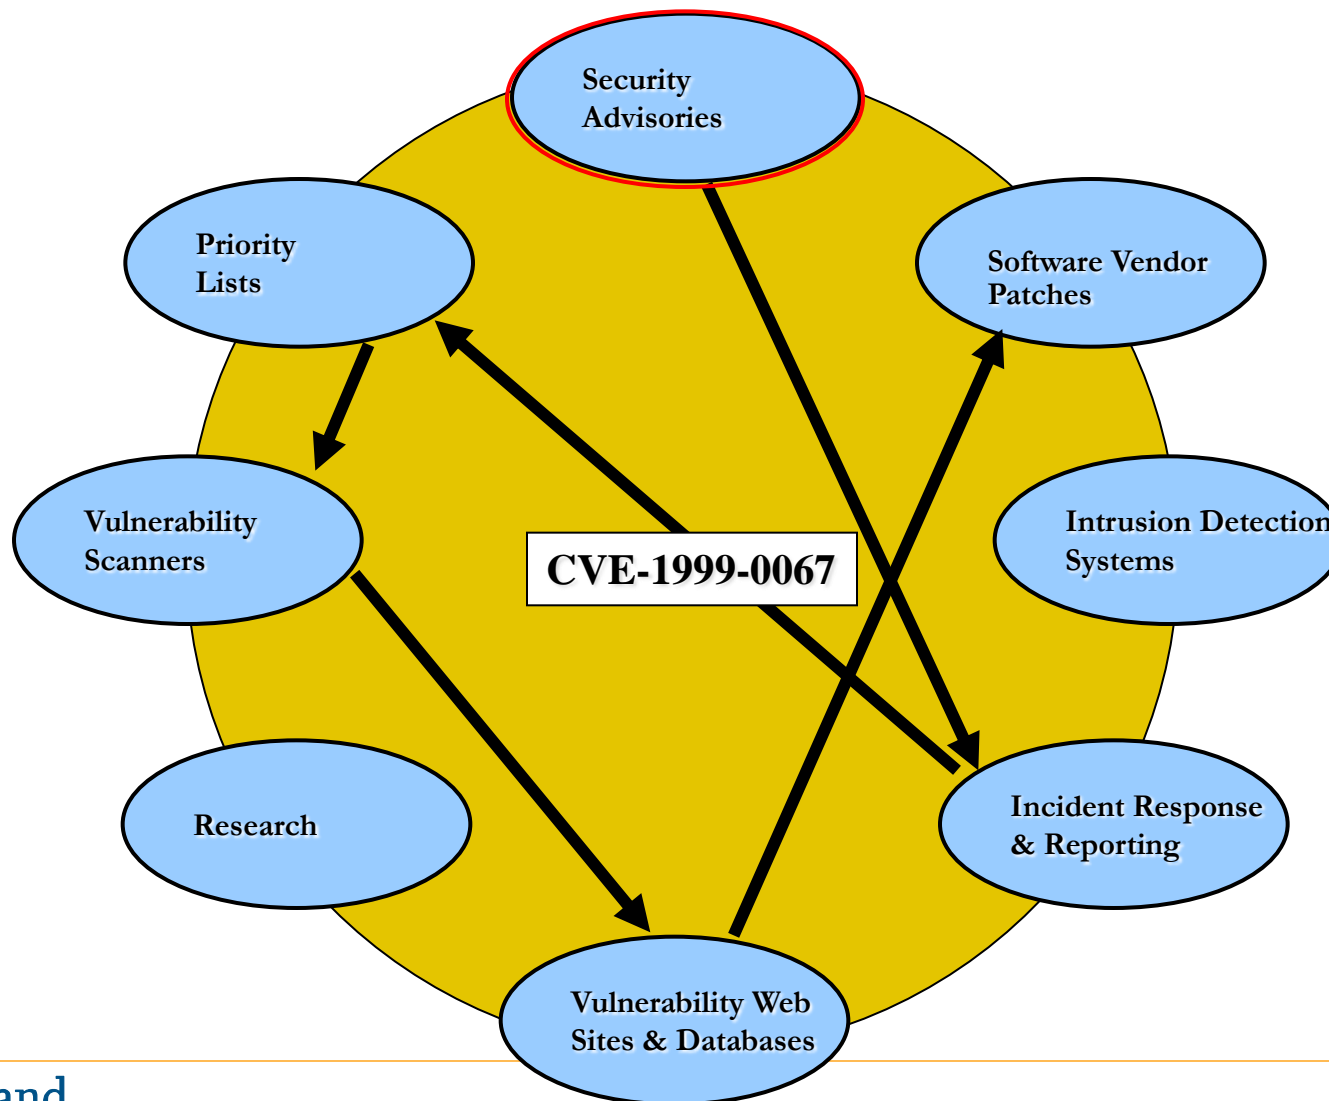 Security
Advisories
Priority
Lists
Software Vendor
Patches
Vulnerability
Scanners
CVE-1999-0067
Intrusion Detection
Systems
Research
Incident Response
& Reporting
Vulnerability Web
Sites & Databases
and